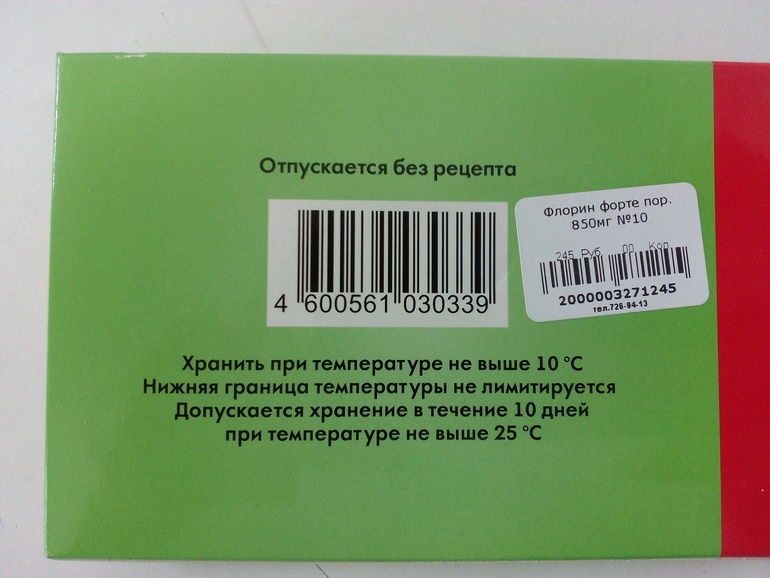 Отпускается без рецепта
4 600561 030339
Флорин форте пор.
850мг №10
245 Руб 00 Коп
2000003271245
тел.726-94-13
Хранить при температуре не выше 10 °C
Нижняя граница температуры не лимитируется
Допускается хранение в течение 10 дней
при температуре не выше 25 °C